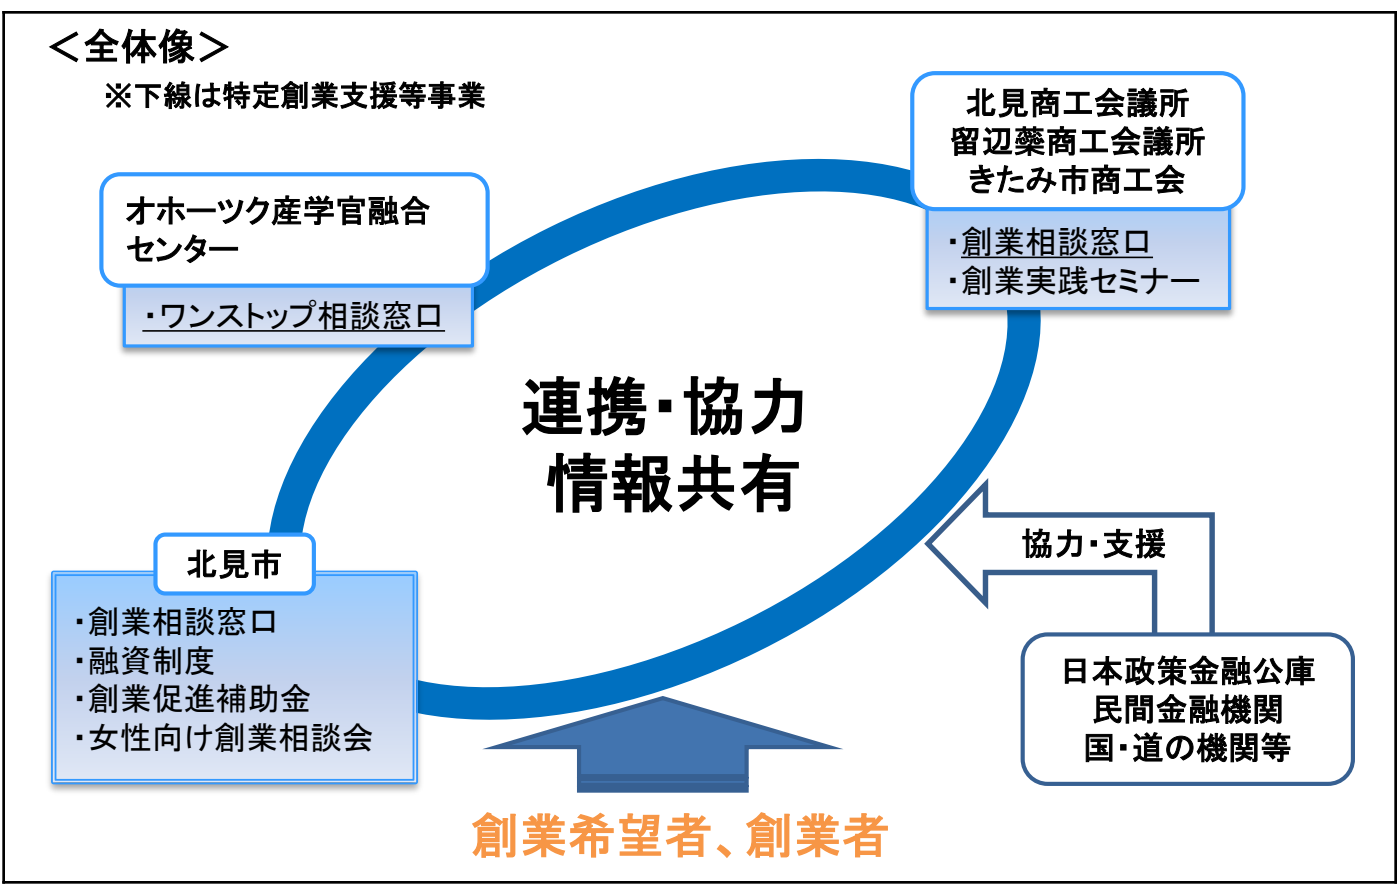 ＜全体像＞
※下線は特定創業支援等事業
北見商工会議所
留辺蘂商工会議所
きたみ市商工会
・創業相談窓口
・創業実践セミナー
オホーツク産学官融合
センター
・ワンストップ相談窓口
連携・協力
情報共有
北見市
・創業相談窓口
・融資制度
・創業促進補助金
・女性向け創業相談会
協力・支援
日本政策金融公庫
民間金融機関
国・道の機関等
創業希望者、創業者